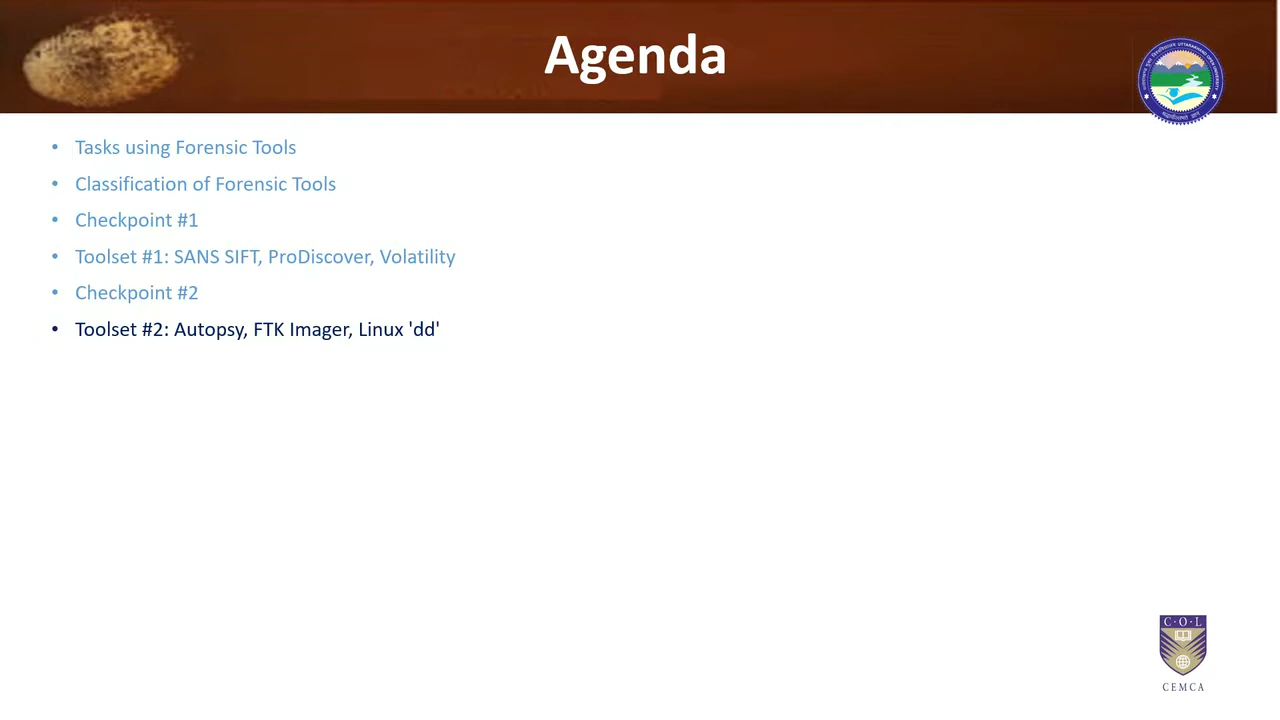 Agenda
• Tasks using Forensic Tools
• Classification of Forensic Tools
• Checkpoint #1
• Toolset #1: SANS SIFT, ProDiscover, Volatility
• Checkpoint #2
• Toolset #2: Autopsy, FTK Imager, Linux 'dd'
C·O·L
CEMCA